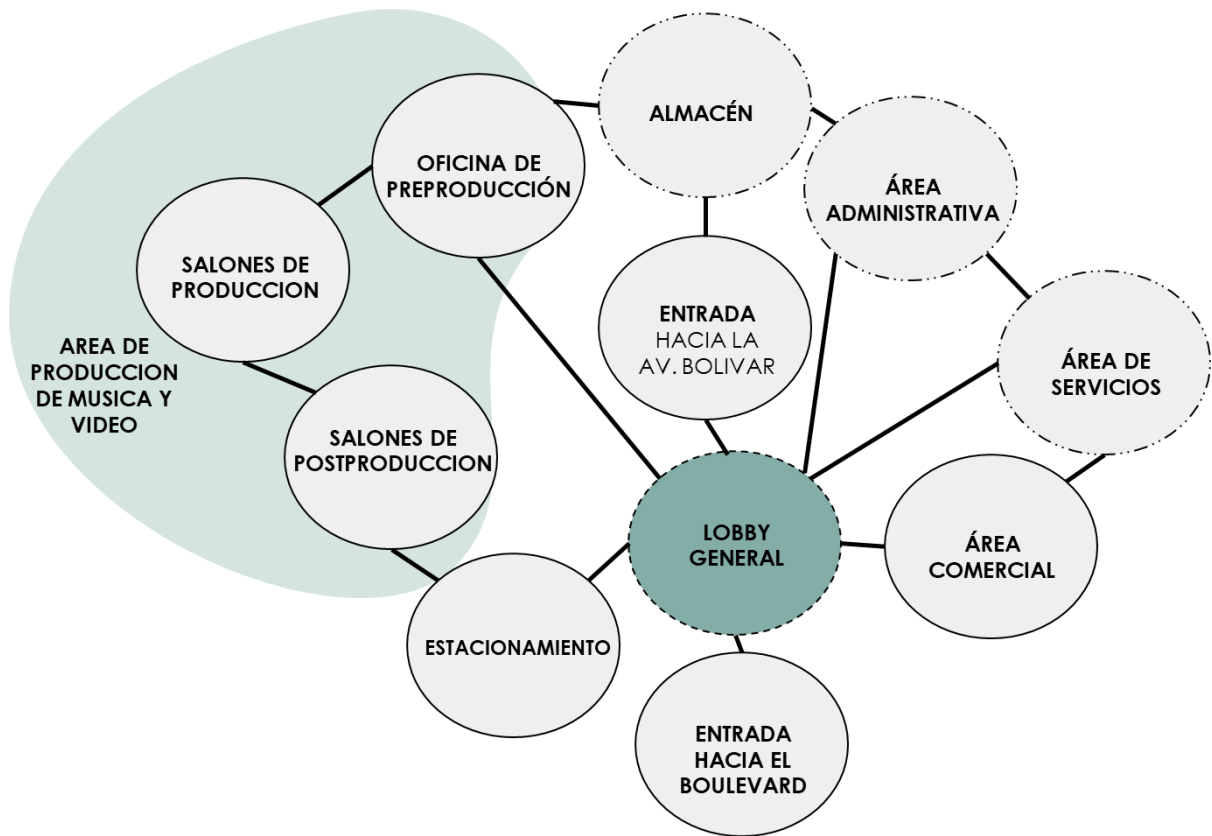 ALMACÉN
OFICINA DE
PREPRODUCCIÓN
ÁREA
ADMINISTRATIVA
SALONES DE
PRODUCCION
ENTRADA
HACIA LA
AV. BOLIVAR
AREA DE
PRODUCCION
DE MUSICA Y
VIDEO
ÁREA DE
SERVICIOS
SALONES DE
POSTPRODUCCION
LOBBY
GENERAL
ÁREA
COMERCIAL
ESTACIONAMIENTO
ENTRADA
HACIA EL
BOULEVARD